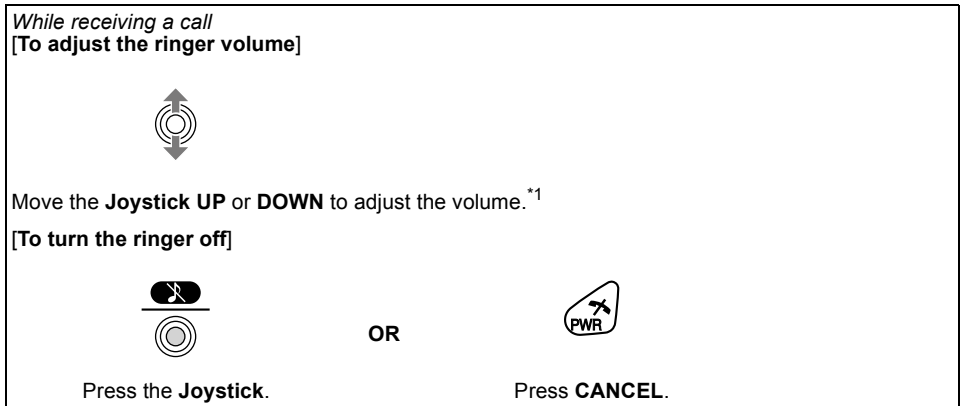 While receiving a call
[To adjust the ringer volume]
Move the Joystick UP or DOWN to adjust the volume.*1
[To turn the ringer off]
OR
PWR
Press the Joystick.
Press CANCEL.